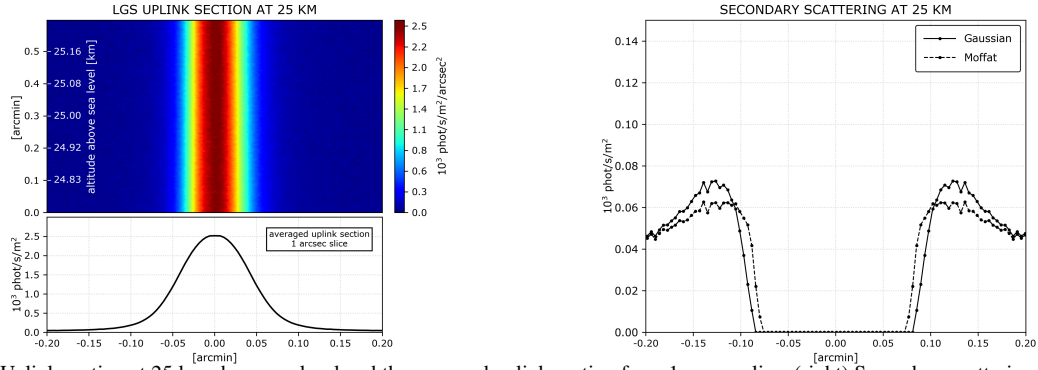 LGS UPLINK SECTION AT 25 KM
[arcmin]
0.5
0.4
0.3
0.2
0.1
0.0
altitude above sea level [km]
25.16
25.08
25.00
24.92
24.83
2.5
2.2
2.0
1.7
1.4
1.1
0.8
0.6
0.3
0.0
10³ phot/s/m²/arcsec²
10³ phot/s/m²
2.5
2.0
1.5
1.0
0.5
0.0
averaged uplink section
1 arcsec slice
-0.20 -0.15 -0.10 -0.05 0.00 0.05 0.10 0.15 0.20
[arcmin]
SECONDARY SCATTERING AT 25 KM
10³ phot/s/m²
0.14
0.12
0.10
0.08
0.06
0.04
0.02
0.00
Gaussian
Moffat
-0.20 -0.15 -0.10 -0.05 0.00 0.05 0.10 0.15 0.20
[arcmin]